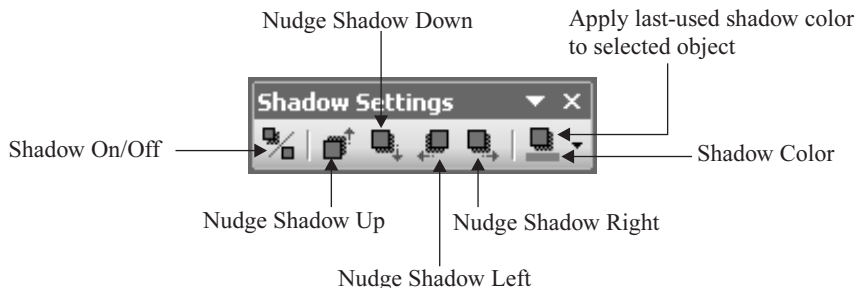 Nudge Shadow Down
Apply last-used shadow color
to selected object
Shadow Settings
Shadow On/Off
Shadow Color
Nudge Shadow Up
Nudge Shadow Right
Nudge Shadow Left